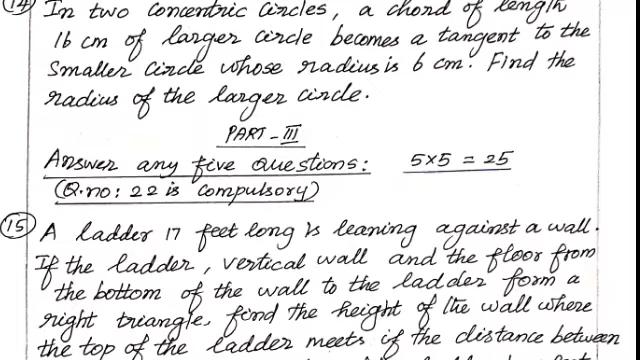 14 In two concentric circles, a chord of length
16 cm of larger circle becomes a tangent to the
smaller circle whose radius is 6 cm. Find the
radius of the larger circle.
PART - III
Answer any five questions: 5×5 = 25
(Q.no: 22 is compulsory)
15 A ladder 17 feet long is leaning against a wall.
If the ladder, vertical wall and the floor from
the bottom of the wall to the ladder form a
right triangle, find the height of the wall where
the top of the ladder meets if the distance between